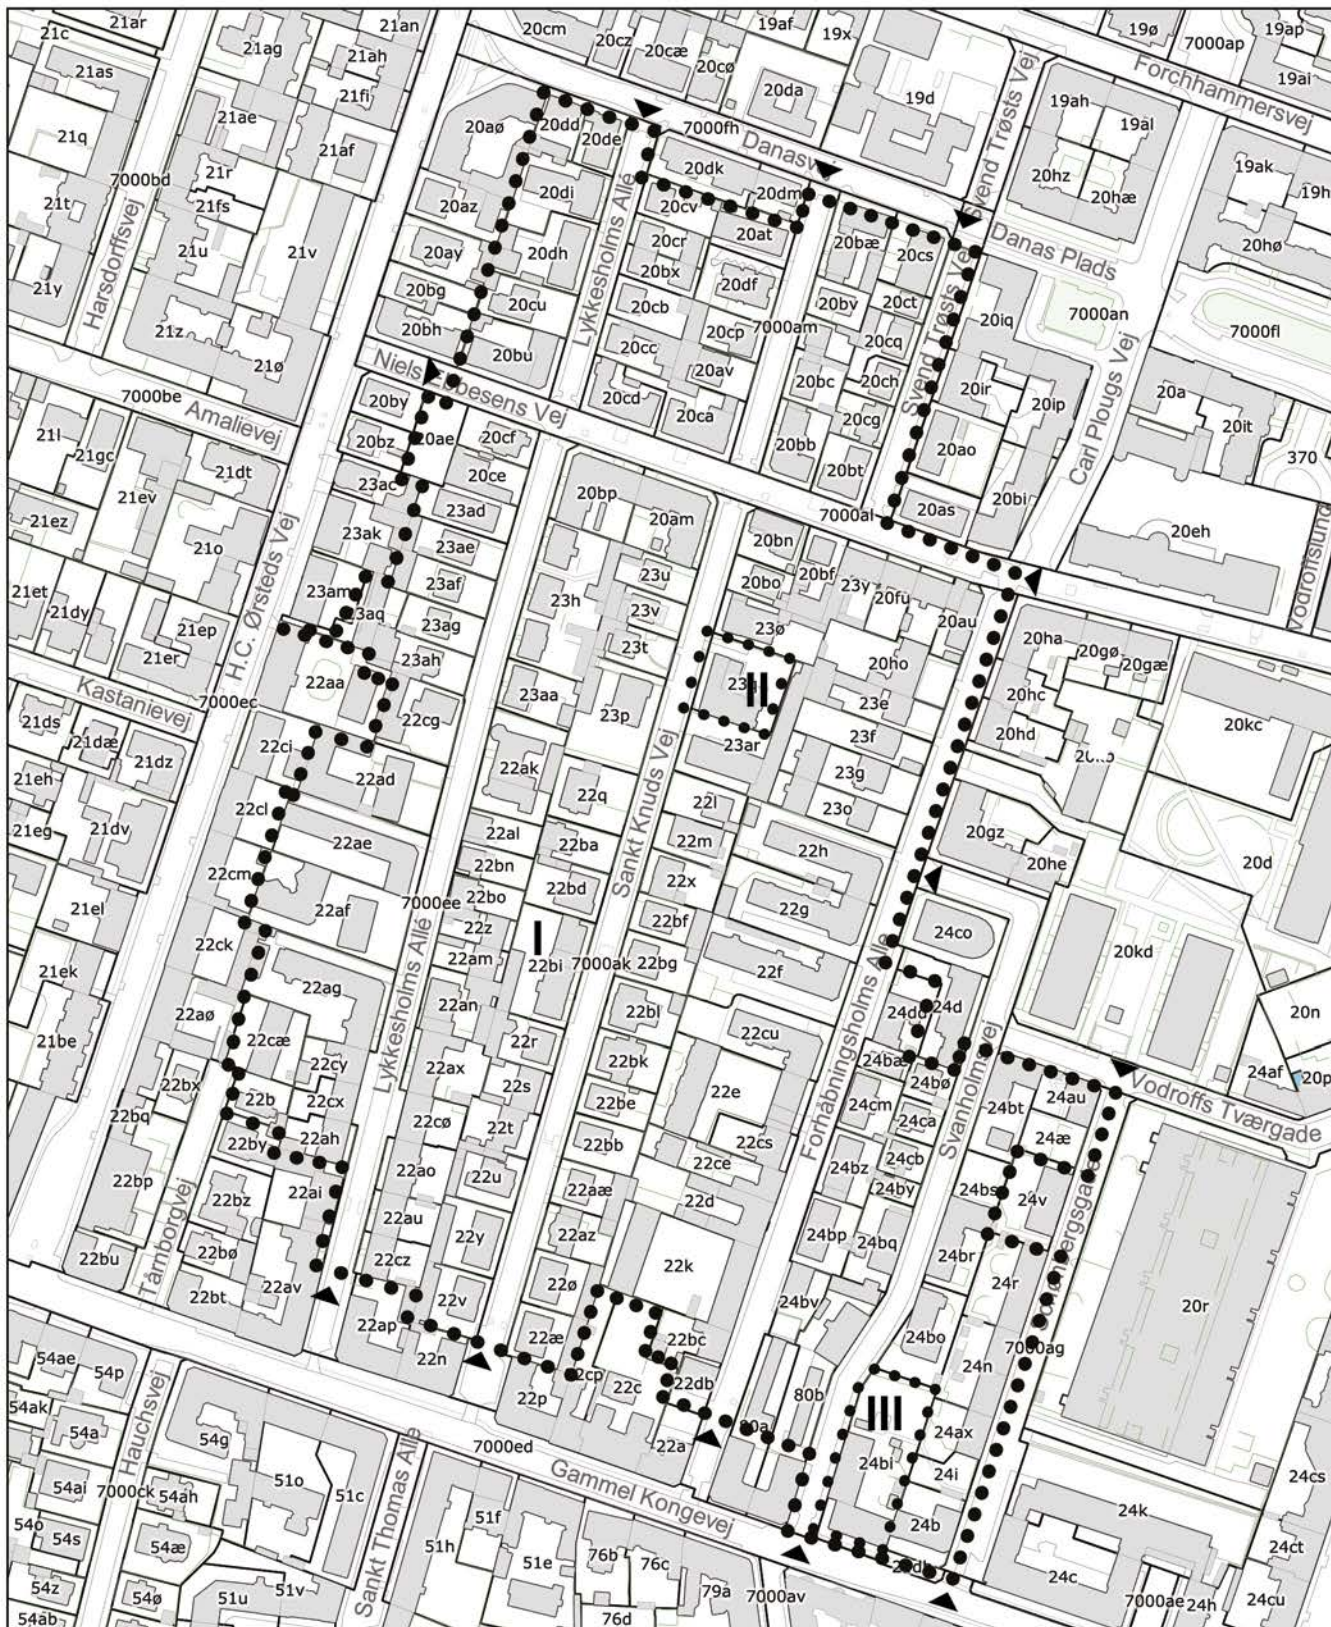 21c
21ar
21as
21q
21t
21y
7000bd
Harsdorffsvej
21z
21ø
21u
21fs
21r
21ae
21ag
21ah
21fi
21an
21af
21v
20cm
20cz
20cæ
20cø
19af
19x
20da
19d
19ø
7000ap
19ap
19ai
Forchhammersvej
19ah
19al
19ak
19h
20hz
20hæ
20hø
20aø
20dd
20de
7000fh
Danasvej
Svend Trøsts Vej
20dk
20dm
20di
20cv
20at
20az
20ay
20bg
20bh
20dh
20cu
20bu
Lykkesholms Allé
20cr
20bx
20cb
20cc
20cd
20df
20cp
20av
20ca
7000am
20bæ
20cs
20bv
20ct
20cq
20ch
20bc
20cg
20bb
20bt
Svend Trøsts Vej
Danas Plads
7000an
7000fl
20iq
20ir
20ip
20ao
20as
20bi
Carl Plougs Vej
20a
20it
370
20eh
Vodroffslund
Niels Ebbesens Vej
7000be
Amalievej
20by
20bz
20ae
20cf
20ce
23ac
21l
21gc
21ev
21dt
21ez
21o
21et
21dy
21ep
21er
H.C. Ørsteds Vej
23ak
23ad
23ae
23af
23ag
23ah
23am
23aq
20bp
20am
7000al
20bn
20bo
20bf
23y
20fu
20au
23h
23u
23v
23t
23ø
20ho
23e
23f
23g
23o
20ha
20gø
20gæ
20hc
20hd
20kc
Kastanievej
7000ec
22aa
23aa
23p
II
23ar
22cg
22ci
22ad
22cl
21ds
21dæ
21dz
21eh
21dv
21eg
21el
21ek
21be
22ak
22q
22l
22m
22x
22bf
22bg
22bl
22bk
22be
22bb
22h
22g
22f
22cu
22e
22cs
22ce
22d
22k
20gz
20he
20d
20kd
20n
20p
24af
22ae
22cm
22af
22al
22bn
22bo
22ba
22bd
7000ee
22ck
22z
22am
I
22bi
7000ak
Sankt Knuds Vej
22ag
22aø
22cæ
22cy
22cx
22bx
22b
22bq
22by
22ah
22an
22ax
22r
22s
22cø
22t
22ao
22u
22au
22y
22cz
22v
22ap
22n
Lykkesholms Allé
24co
24d
24dd
24bæ
24bø
24cm
24ca
24cb
24bz
24by
24bp
24bq
24bv
Forhåbningsholms Allé
Svanholmsvej
Vodroffs Tværgade
24bt
24au
24æ
24bs
24v
24br
24r
20r
22bp
22bz
22ai
22bu
22bø
22bt
22av
Tårnborgvej
22aæ
22az
22ø
22æ
22p
22c
22bc
22db
22a
24bo
24n
7000ag
80b
80a
III
24ax
24bi
24i
24b
24k
24c
24cs
24ct
24cu
24h
7000ae
54ae
54p
54ak
54a
54ai
54o
54s
54z
54ab
Hauchsvej
7000ck
54g
54ah
54æ
54ø
51o
51c
51v
51u
Sankt Thomas Allé
7000ed
Gammel Kongevej
51h
51f
51e
76b
76c
76d
79a
7000av